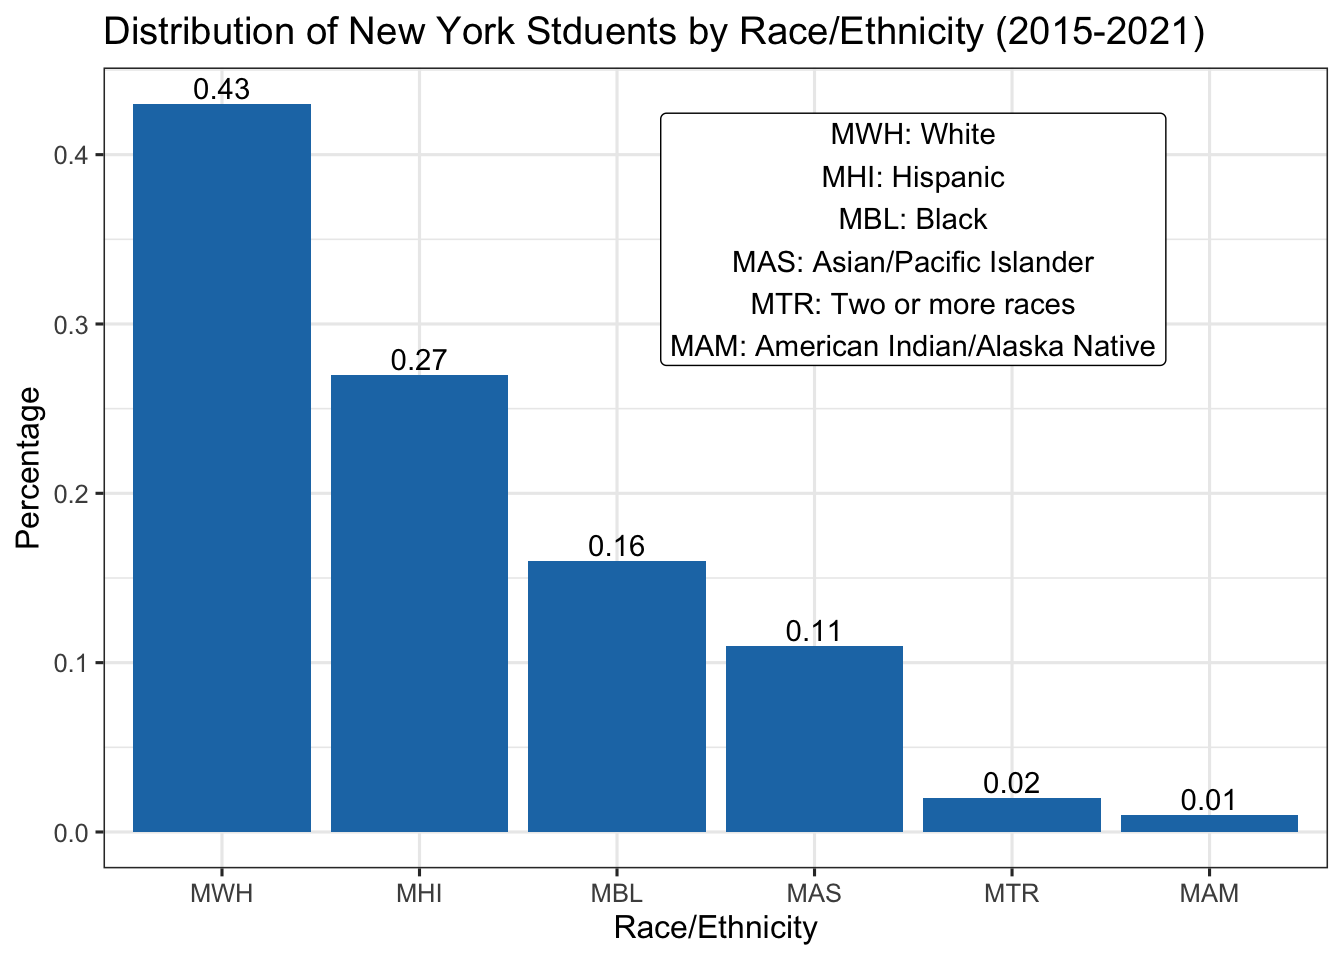 Distribution of New York Stduents by Race/Ethnicity (2015-2021)
0.43
MWH: White
MHI: Hispanic
MBL: Black
MAS: Asian/Pacific Islander
MTR: Two or more races
MAM: American Indian/Alaska Native
0.27
0.16
0.11
0.02
0.01
0.4
0.3
0.2
0.1
0.0
Percentage
MWH MHI MBL MAS MTR MAM
Race/Ethnicity